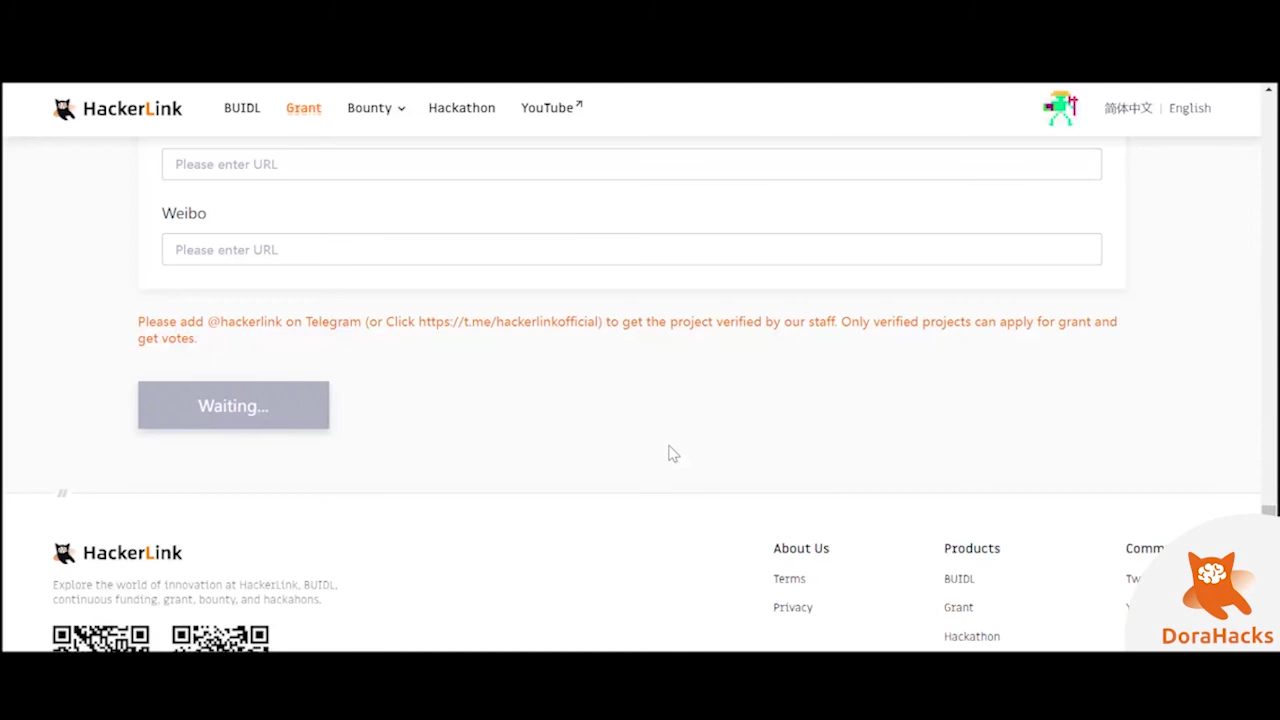 HackerLink BUIDL Grant Bounty Hackathon YouTube 简体中文 | English
Please enter URL
Weibo
Please enter URL
Please add @hackerlink on Telegram (or Click https://t.me/hackerlinkofficial) to get the project verified by our staff. Only verified projects can apply for grant and
get votes.
Waiting...
//
HackerLink About Us Products Comm
Explore the world of innovation at HackerLink, BUIDL,
continuous funding, grant, bounty, and hackahons.
Terms BUIDL Tw
Privacy Grant
Hackathon
DoraHacks